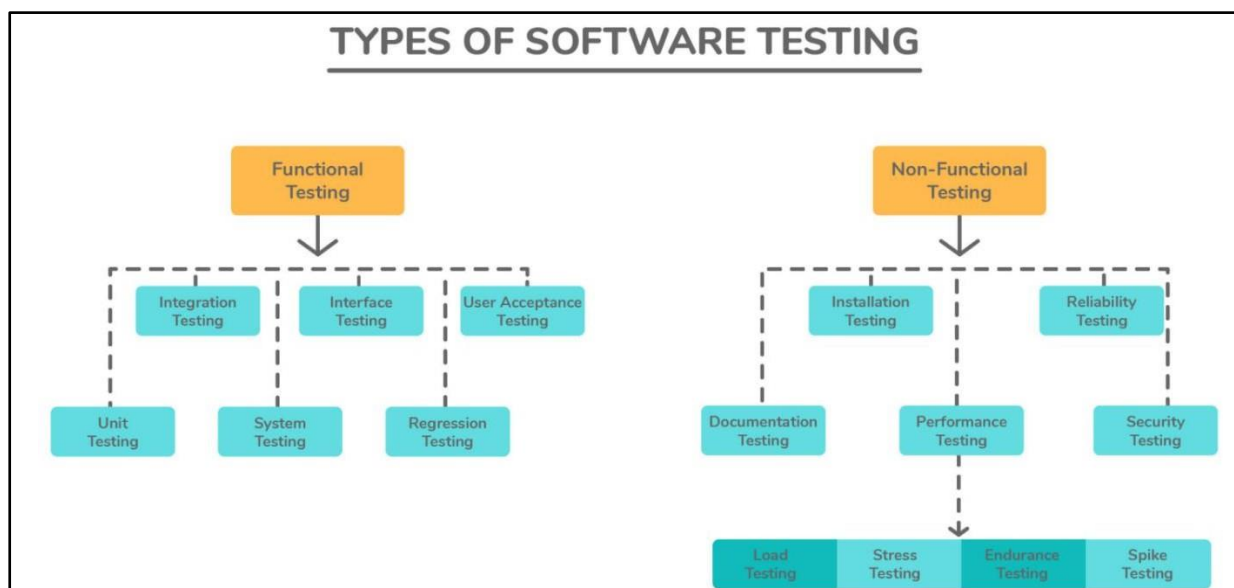 TYPES OF SOFTWARE TESTING
Functional
Testing
Non-Functional
Testing
Integration
Testing
Interface
Testing
User Acceptance
Testing
Installation
Testing
Reliability
Testing
Unit
Testing
System
Testing
Regression
Testing
Documentation
Testing
Performance
Testing
Security
Testing
Load
Testing
Stress
Testing
Endurance
Testing
Spike
Testing